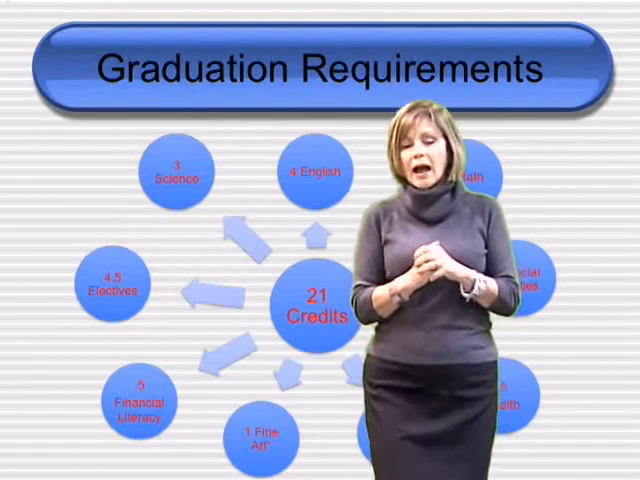 Graduation Requirements
3
Science
4 English
4.5
Electives
21
Credits
.5
Financial
Literacy
1 Fine
Art*